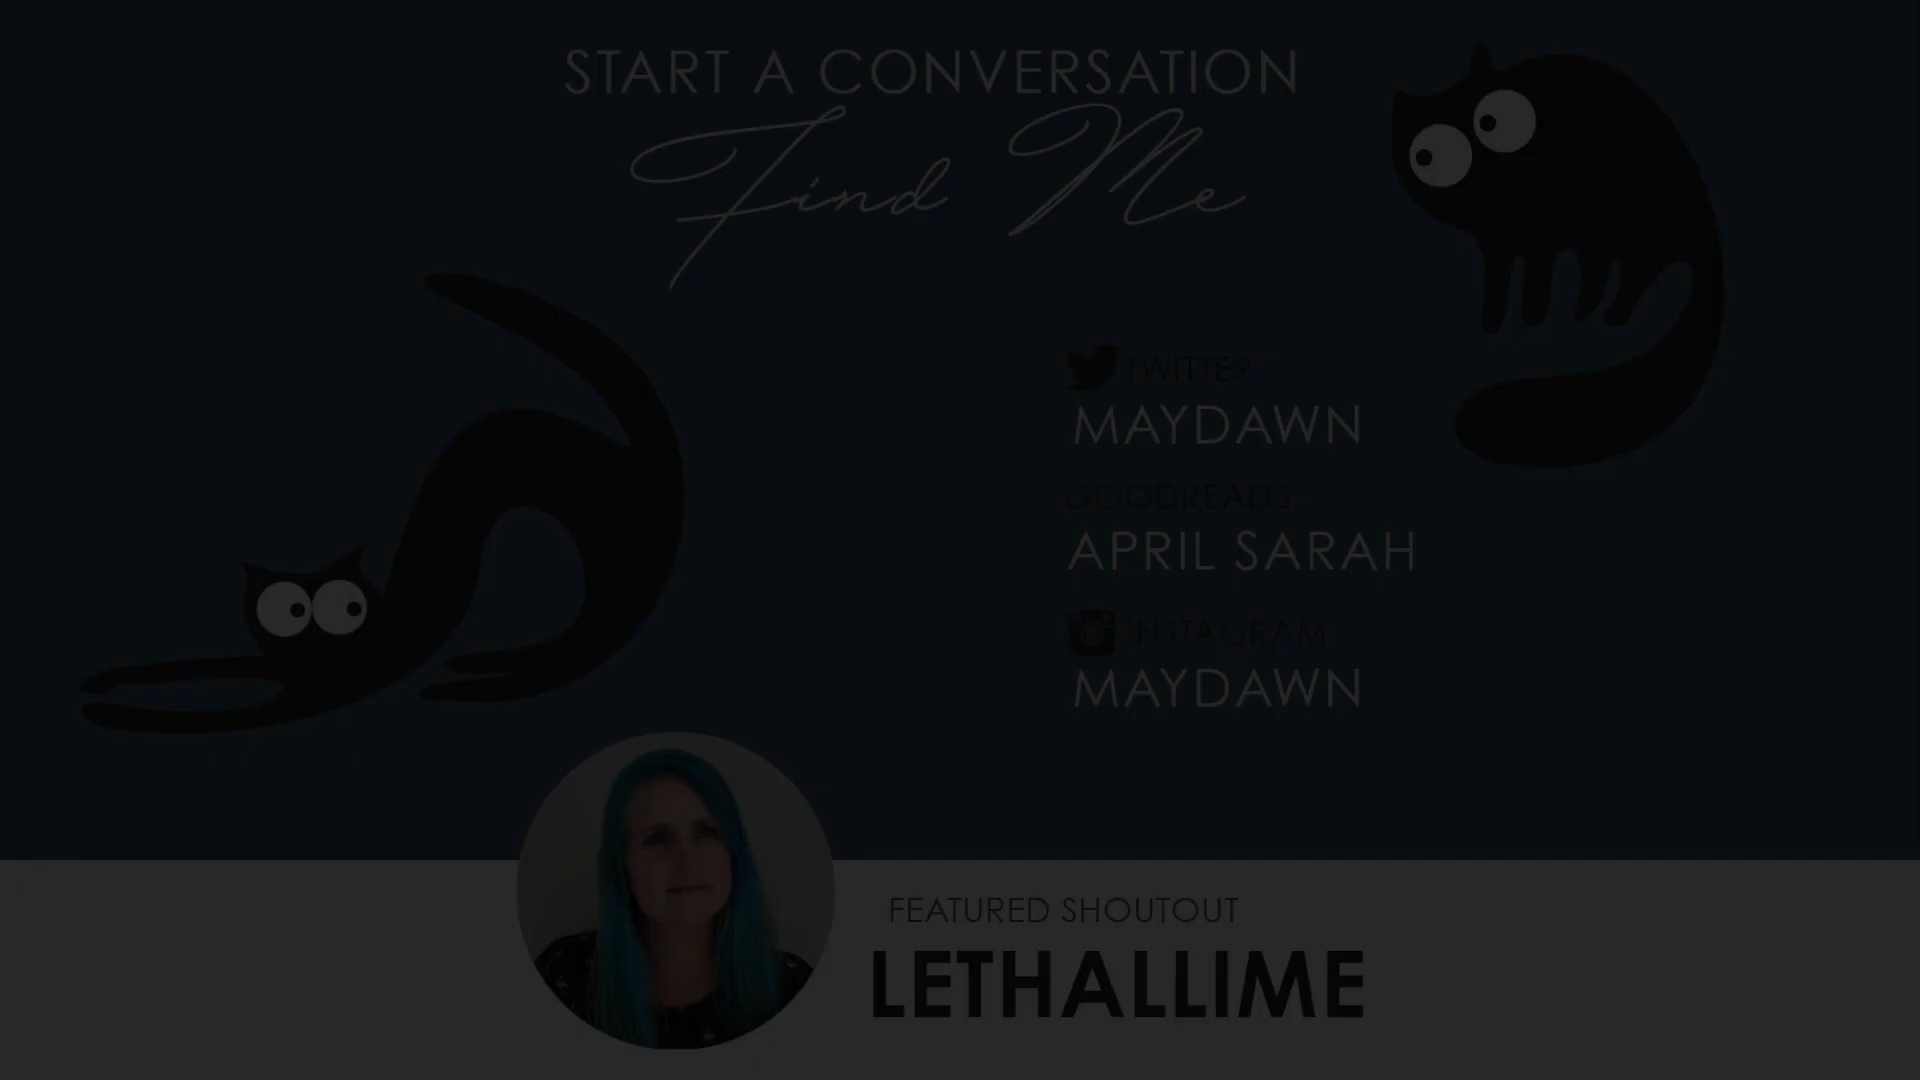 START A CONVERSATION
Find Me
TWITTER
MAYDAWN
GOODREADS
APRIL SARAH
INSTAGRAM
MAYDAWN
FEATURED SHOUTOUT
LETHALLIME